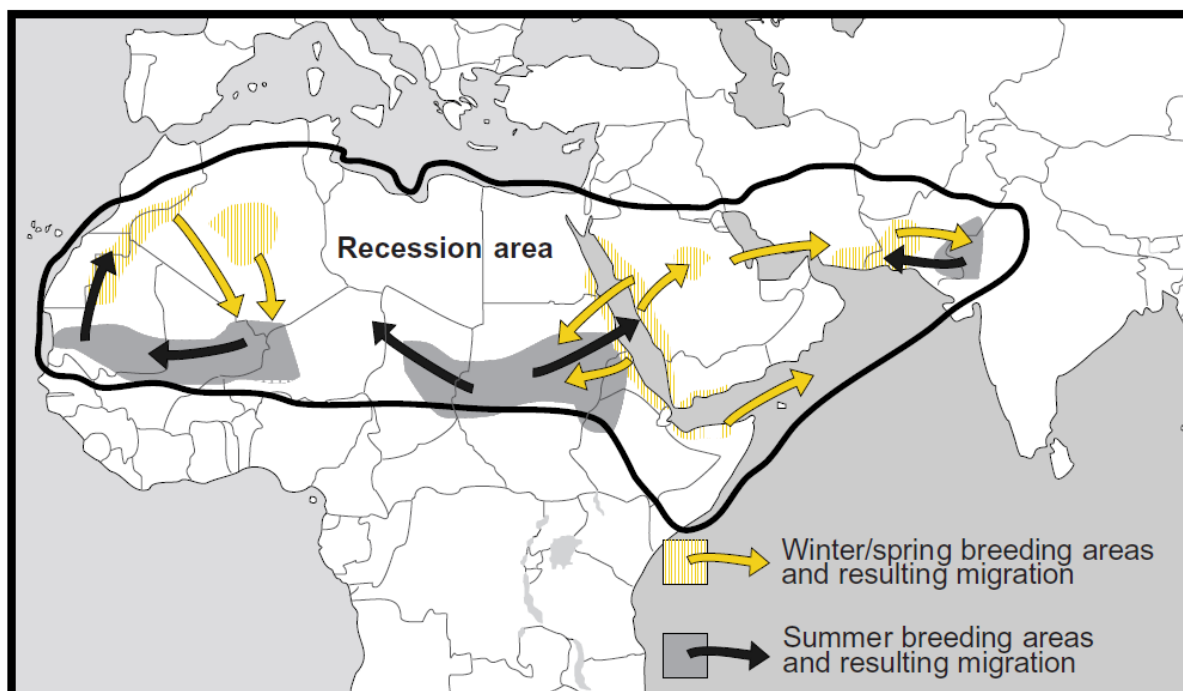 Recession area
Winter/spring breeding areas
and resulting migration
Summer breeding areas
and resulting migration